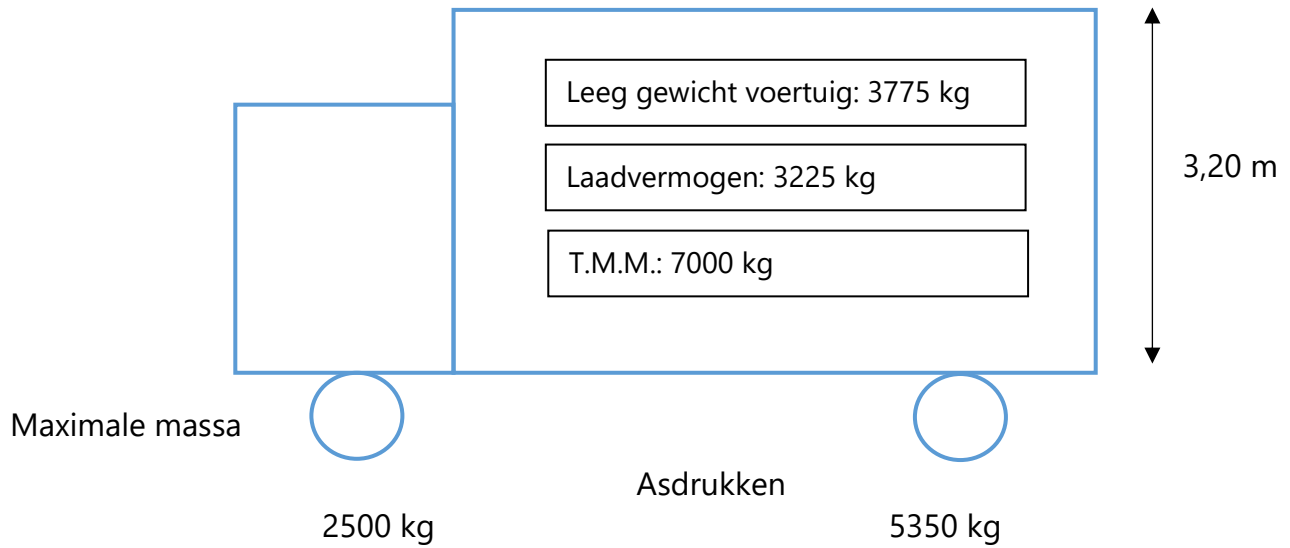 Leeg gewicht voertuig: 3775 kg
3,20 m
Laadvermogen: 3225 kg
T.M.M.: 7000 kg
Maximale massa
Asdrukken
2500 kg
5350 kg